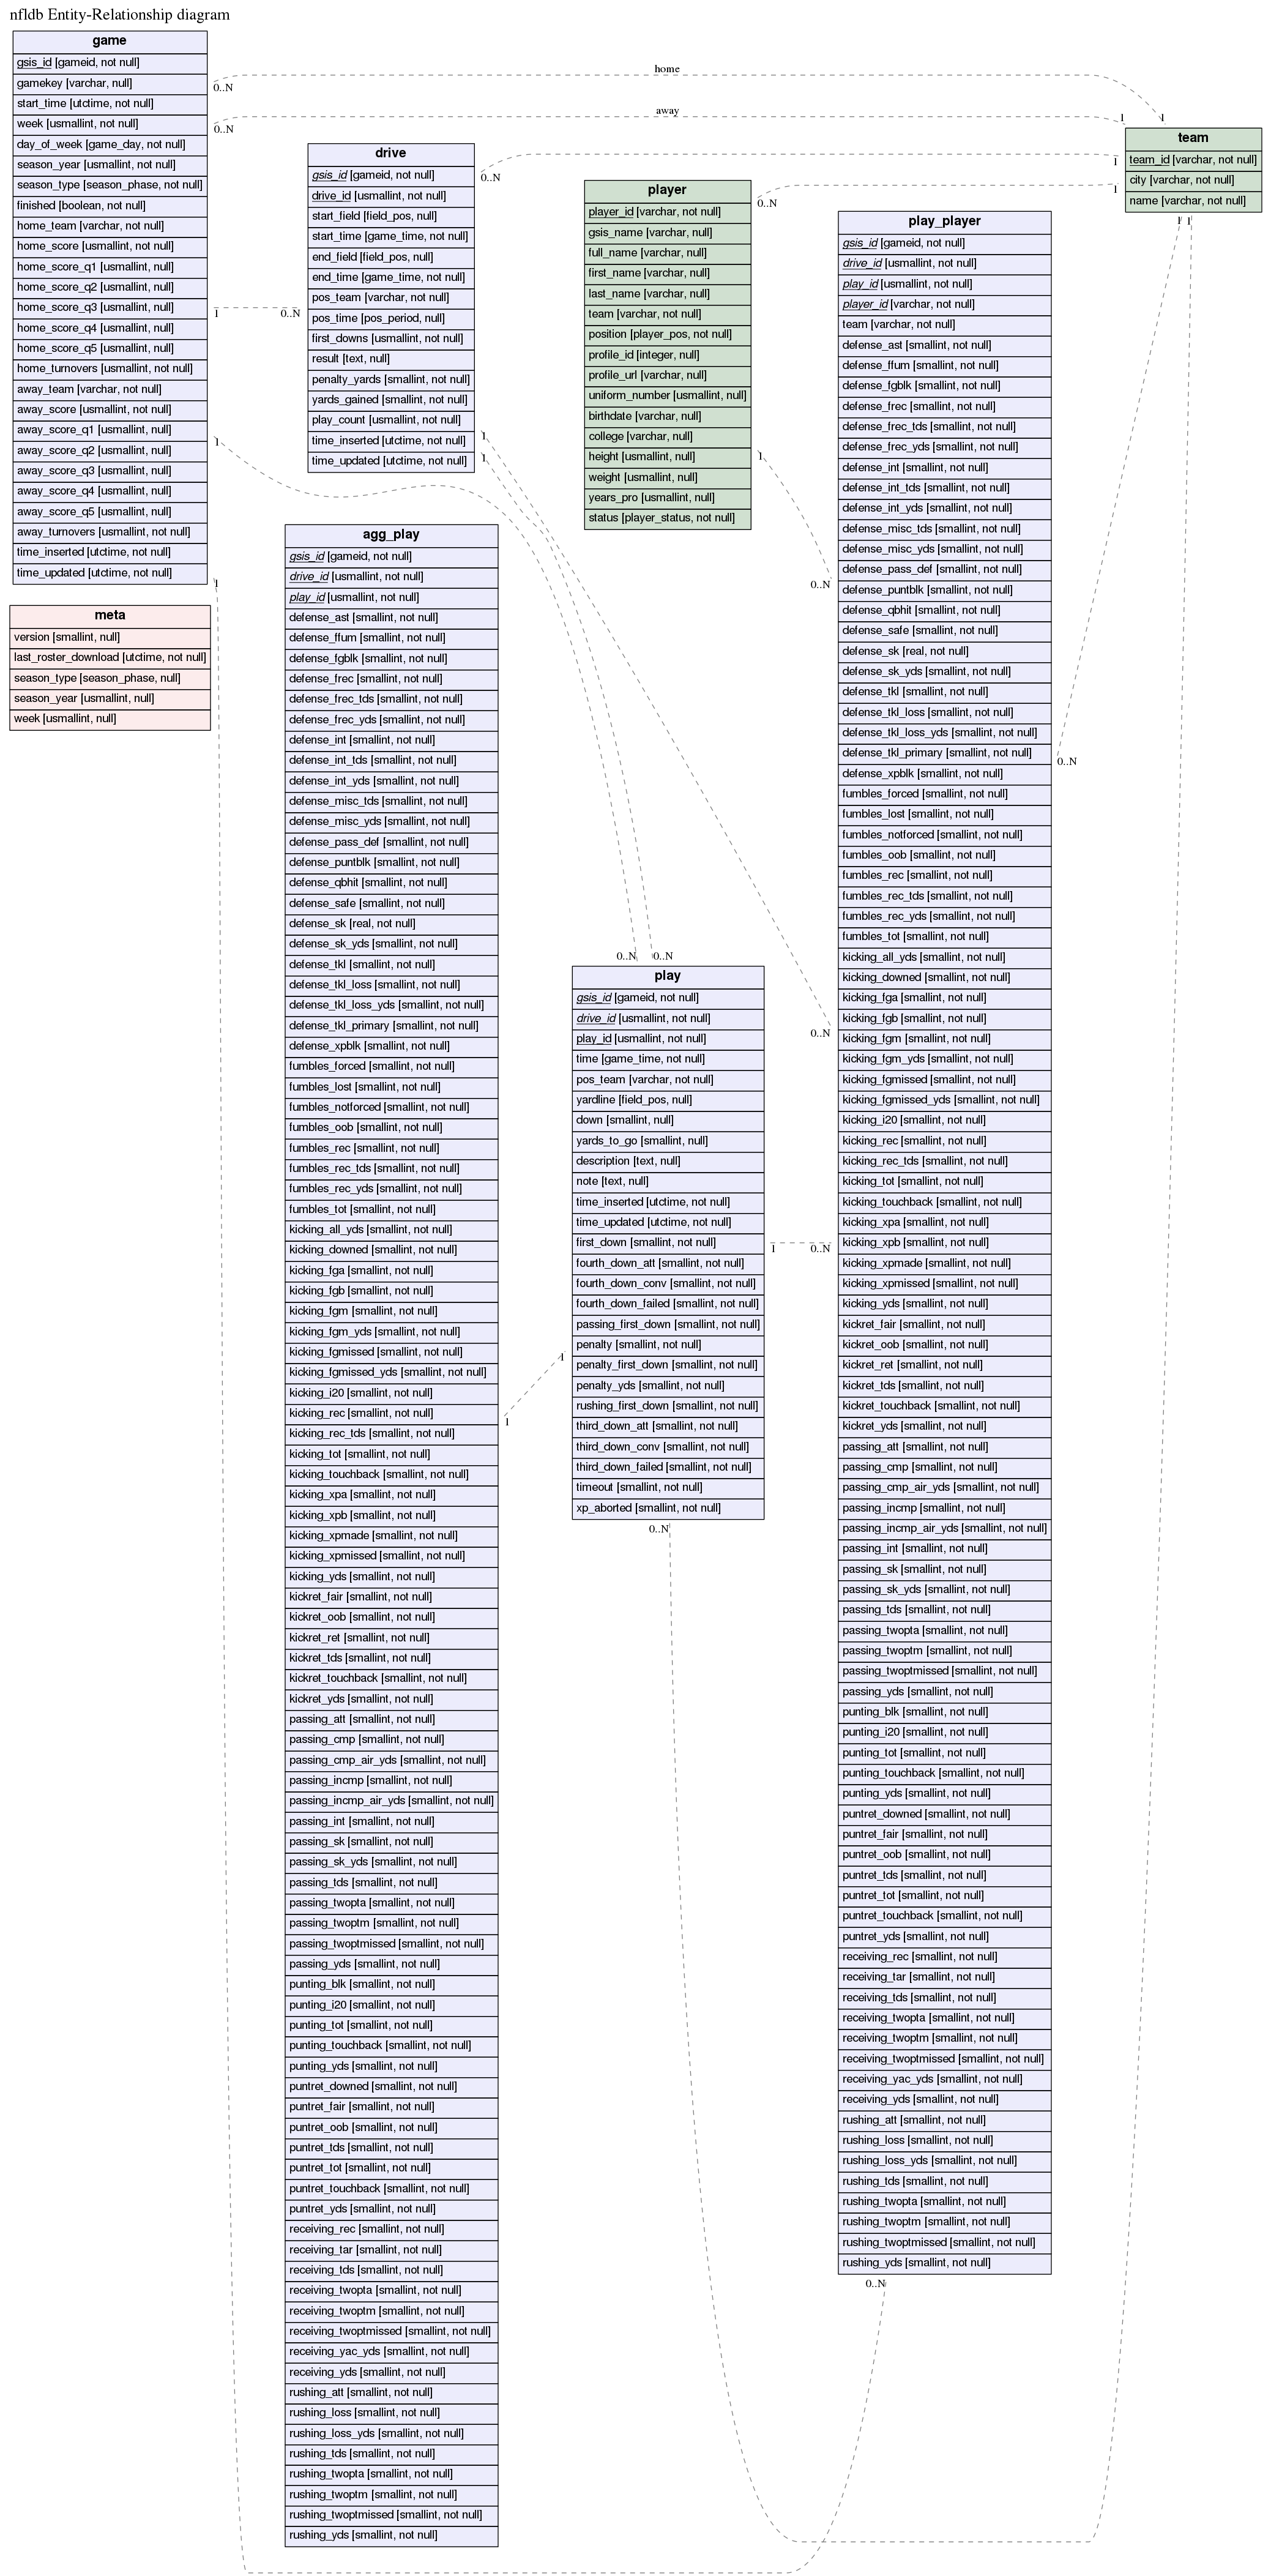 nfldb Entity-Relationship diagram
game
gsis_id [gameid, not null]
gamekey [varchar, null]
start_time [utctime, not null]
week [usmallint, not null]
day_of_week [game_day, not null]
season_year [usmallint, not null]
season_type [season_phase, not null]
finished [boolean, not null]
home_team [varchar, not null]
home_score [usmallint, not null]
home_score_q1 [usmallint, null]
home_score_q2 [usmallint, null]
home_score_q3 [usmallint, null]
home_score_q4 [usmallint, null]
home_score_q5 [usmallint, null]
home_turnovers [usmallint, not null]
away_team [varchar, not null]
away_score [usmallint, not null]
away_score_q1 [usmallint, null]
away_score_q2 [usmallint, null]
away_score_q3 [usmallint, null]
away_score_q4 [usmallint, null]
away_score_q5 [usmallint, null]
away_turnovers [usmallint, not null]
time_inserted [utctime, not null]
time_updated [utctime, not null]
meta
version [smallint, null]
last_roster_download [utctime, not null]
season_type [season_phase, null]
season_year [usmallint, null]
week [usmallint, null]
drive
gsis_id [gameid, not null]
drive_id [usmallint, not null]
start_field [field_pos, null]
start_time [game_time, not null]
end_field [field_pos, null]
end_time [game_time, not null]
pos_team [varchar, not null]
pos_time [pos_period, null]
first_downs [usmallint, not null]
result [text, null]
penalty_yards [smallint, not null]
yards_gained [smallint, not null]
play_count [usmallint, not null]
time_inserted [utctime, not null]
time_updated [utctime, not null]
agg_play
gsis_id [gameid, not null]
drive_id [usmallint, not null]
play_id [usmallint, not null]
defense_ast [smallint, not null]
defense_ffum [smallint, not null]
defense_fgblk [smallint, not null]
defense_frec [smallint, not null]
defense_frec_tds [smallint, not null]
defense_frec_yds [smallint, not null]
defense_int [smallint, not null]
defense_int_tds [smallint, not null]
defense_int_yds [smallint, not null]
defense_misc_tds [smallint, not null]
defense_misc_yds [smallint, not null]
defense_pass_def [smallint, not null]
defense_puntblk [smallint, not null]
defense_qbhit [smallint, not null]
defense_safe [smallint, not null]
defense_sk [real, not null]
defense_sk_yds [smallint, not null]
defense_tkl [smallint, not null]
defense_tkl_loss [smallint, not null]
defense_tkl_loss_yds [smallint, not null]
defense_tkl_primary [smallint, not null]
defense_xpblk [smallint, not null]
fumbles_forced [smallint, not null]
fumbles_lost [smallint, not null]
fumbles_notforced [smallint, not null]
fumbles_oob [smallint, not null]
fumbles_rec [smallint, not null]
fumbles_rec_tds [smallint, not null]
fumbles_rec_yds [smallint, not null]
fumbles_tot [smallint, not null]
kicking_all_yds [smallint, not null]
kicking_downed [smallint, not null]
kicking_fga [smallint, not null]
kicking_fgb [smallint, not null]
kicking_fgm [smallint, not null]
kicking_fgm_yds [smallint, not null]
kicking_fgmissed [smallint, not null]
kicking_fgmissed_yds [smallint, not null]
kicking_i20 [smallint, not null]
kicking_rec [smallint, not null]
kicking_rec_tds [smallint, not null]
kicking_tot [smallint, not null]
kicking_touchback [smallint, not null]
kicking_xpa [smallint, not null]
kicking_xpb [smallint, not null]
kicking_xpmade [smallint, not null]
kicking_xpmissed [smallint, not null]
kicking_yds [smallint, not null]
kickret_fair [smallint, not null]
kickret_oob [smallint, not null]
kickret_ret [smallint, not null]
kickret_tds [smallint, not null]
kickret_touchback [smallint, not null]
kickret_yds [smallint, not null]
passing_att [smallint, not null]
passing_cmp [smallint, not null]
passing_cmp_air_yds [smallint, not null]
passing_incmp [smallint, not null]
passing_incmp_air_yds [smallint, not null]
passing_int [smallint, not null]
passing_sk [smallint, not null]
passing_sk_yds [smallint, not null]
passing_tds [smallint, not null]
passing_twopta [smallint, not null]
passing_twoptm [smallint, not null]
passing_twoptmissed [smallint, not null]
passing_yds [smallint, not null]
punting_blk [smallint, not null]
punting_i20 [smallint, not null]
punting_tot [smallint, not null]
punting_touchback [smallint, not null]
punting_yds [smallint, not null]
puntret_downed [smallint, not null]
puntret_fair [smallint, not null]
puntret_oob [smallint, not null]
puntret_tds [smallint, not null]
puntret_tot [smallint, not null]
puntret_touchback [smallint, not null]
puntret_yds [smallint, not null]
receiving_rec [smallint, not null]
receiving_tar [smallint, not null]
receiving_tds [smallint, not null]
receiving_twopta [smallint, not null]
receiving_twoptm [smallint, not null]
receiving_twoptmissed [smallint, not null]
receiving_yac_yds [smallint, not null]
receiving_yds [smallint, not null]
rushing_att [smallint, not null]
rushing_loss [smallint, not null]
rushing_loss_yds [smallint, not null]
rushing_tds [smallint, not null]
rushing_twopta [smallint, not null]
rushing_twoptm [smallint, not null]
rushing_twoptmissed [smallint, not null]
rushing_yds [smallint, not null]
player
player_id [varchar, not null]
gsis_name [varchar, null]
full_name [varchar, null]
first_name [varchar, null]
last_name [varchar, null]
team [varchar, not null]
position [player_pos, not null]
profile_id [integer, null]
profile_url [varchar, null]
uniform_number [usmallint, null]
birthdate [varchar, null]
college [varchar, null]
height [usmallint, null]
weight [usmallint, null]
years_pro [usmallint, null]
status [player_status, not null]
play
gsis_id [gameid, not null]
drive_id [usmallint, not null]
play_id [usmallint, not null]
time [game_time, not null]
pos_team [varchar, not null]
yardline [field_pos, null]
down [smallint, null]
yards_to_go [smallint, null]
description [text, null]
note [text, null]
time_inserted [utctime, not null]
time_updated [utctime, not null]
first_down [smallint, not null]
fourth_down_att [smallint, not null]
fourth_down_conv [smallint, not null]
fourth_down_failed [smallint, not null]
passing_first_down [smallint, not null]
penalty [smallint, not null]
penalty_first_down [smallint, not null]
penalty_yds [smallint, not null]
rushing_first_down [smallint, not null]
third_down_att [smallint, not null]
third_down_conv [smallint, not null]
third_down_failed [smallint, not null]
timeout [smallint, not null]
xp_aborted [smallint, not null]
play_player
gsis_id [gameid, not null]
drive_id [usmallint, not null]
play_id [usmallint, not null]
player_id [varchar, not null]
team [varchar, not null]
defense_ast [smallint, not null]
defense_ffum [smallint, not null]
defense_fgblk [smallint, not null]
defense_frec [smallint, not null]
defense_frec_tds [smallint, not null]
defense_frec_yds [smallint, not null]
defense_int [smallint, not null]
defense_int_tds [smallint, not null]
defense_int_yds [smallint, not null]
defense_misc_tds [smallint, not null]
defense_misc_yds [smallint, not null]
defense_pass_def [smallint, not null]
defense_puntblk [smallint, not null]
defense_qbhit [smallint, not null]
defense_safe [smallint, not null]
defense_sk [real, not null]
defense_sk_yds [smallint, not null]
defense_tkl [smallint, not null]
defense_tkl_loss [smallint, not null]
defense_tkl_loss_yds [smallint, not null]
defense_tkl_primary [smallint, not null]
defense_xpblk [smallint, not null]
fumbles_forced [smallint, not null]
fumbles_lost [smallint, not null]
fumbles_notforced [smallint, not null]
fumbles_oob [smallint, not null]
fumbles_rec [smallint, not null]
fumbles_rec_tds [smallint, not null]
fumbles_rec_yds [smallint, not null]
fumbles_tot [smallint, not null]
kicking_all_yds [smallint, not null]
kicking_downed [smallint, not null]
kicking_fga [smallint, not null]
kicking_fgb [smallint, not null]
kicking_fgm [smallint, not null]
kicking_fgm_yds [smallint, not null]
kicking_fgmissed [smallint, not null]
kicking_fgmissed_yds [smallint, not null]
kicking_i20 [smallint, not null]
kicking_rec [smallint, not null]
kicking_rec_tds [smallint, not null]
kicking_tot [smallint, not null]
kicking_touchback [smallint, not null]
kicking_xpa [smallint, not null]
kicking_xpb [smallint, not null]
kicking_xpmade [smallint, not null]
kicking_xpmissed [smallint, not null]
kicking_yds [smallint, not null]
kickret_fair [smallint, not null]
kickret_oob [smallint, not null]
kickret_ret [smallint, not null]
kickret_tds [smallint, not null]
kickret_touchback [smallint, not null]
kickret_yds [smallint, not null]
passing_att [smallint, not null]
passing_cmp [smallint, not null]
passing_cmp_air_yds [smallint, not null]
passing_incmp [smallint, not null]
passing_incmp_air_yds [smallint, not null]
passing_int [smallint, not null]
passing_sk [smallint, not null]
passing_sk_yds [smallint, not null]
passing_tds [smallint, not null]
passing_twopta [smallint, not null]
passing_twoptm [smallint, not null]
passing_twoptmissed [smallint, not null]
passing_yds [smallint, not null]
punting_blk [smallint, not null]
punting_i20 [smallint, not null]
punting_tot [smallint, not null]
punting_touchback [smallint, not null]
punting_yds [smallint, not null]
puntret_downed [smallint, not null]
puntret_fair [smallint, not null]
puntret_oob [smallint, not null]
puntret_tds [smallint, not null]
puntret_tot [smallint, not null]
puntret_touchback [smallint, not null]
puntret_yds [smallint, not null]
receiving_rec [smallint, not null]
receiving_tar [smallint, not null]
receiving_tds [smallint, not null]
receiving_twopta [smallint, not null]
receiving_twoptm [smallint, not null]
receiving_twoptmissed [smallint, not null]
receiving_yac_yds [smallint, not null]
receiving_yds [smallint, not null]
rushing_att [smallint, not null]
rushing_loss [smallint, not null]
rushing_loss_yds [smallint, not null]
rushing_tds [smallint, not null]
rushing_twopta [smallint, not null]
rushing_twoptm [smallint, not null]
rushing_twoptmissed [smallint, not null]
rushing_yds [smallint, not null]
team
team_id [varchar, not null]
city [varchar, not null]
name [varchar, not null]
home
0..N
1
away
0..N
1
0..N
1
0..N
1
1
0..N
1
0..N
1
0..N
1
0..N
1
0..N
1
0..N
1
0..N
1
1
1
0..N
1
0..N
1
0..N